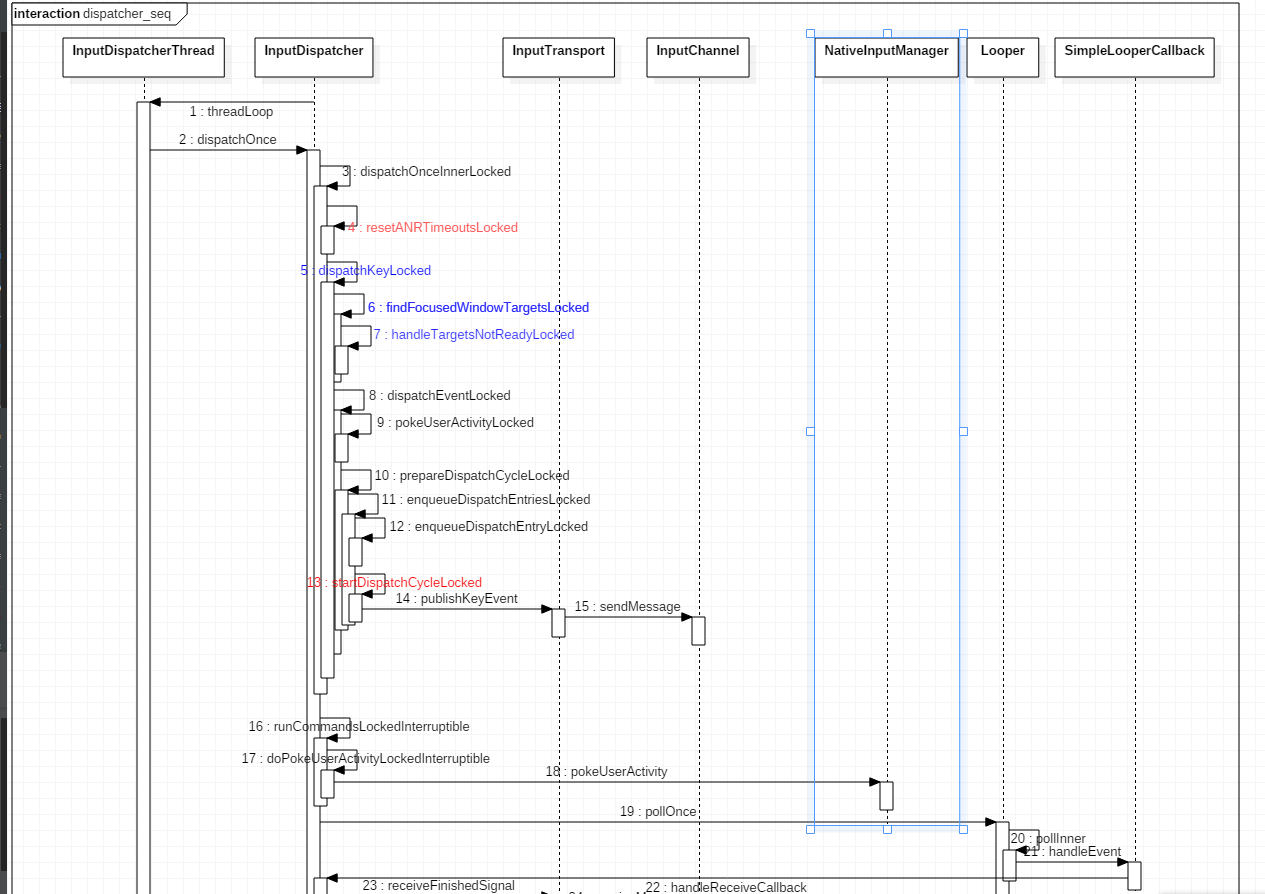 interaction dispatcher_seq
InputDispatcherThread
InputDispatcher
InputTransport
InputChannel
NativeInputManager
Looper
SimpleLooperCallback
1 : threadLoop
2 : dispatchOnce
3 : dispatchOnceInnerLocked
4 : resetANRTimeoutsLocked
5 : dispatchKeyLocked
6 : findFocusedWindowTargetsLocked
7 : handleTargetsNotReadyLocked
8 : dispatchEventLocked
9 : pokeUserActivityLocked
10 : prepareDispatchCycleLocked
11 : enqueueDispatchEntriesLocked
12 : enqueueDispatchEntryLocked
13 : startDispatchCycleLocked
14 : publishKeyEvent
15 : sendMessage
16 : runCommandsLockedInterruptible
17 : doPokeUserActivityLockedInterruptible
18 : pokeUserActivity
19 : pollOnce
20 : pollInner
21 : handleEvent
22 : handleReceiveCallback
23 : receiveFinishedSignal